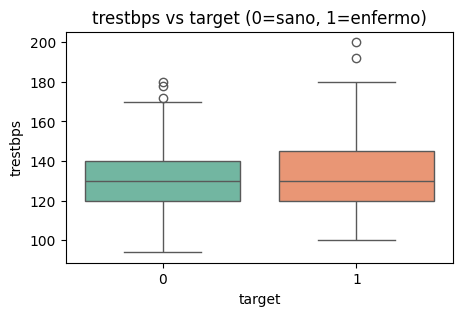 trestbps vs target (0=sano, 1=enfermo)
200
180
160
140
120
100
trestbps
0
1
target